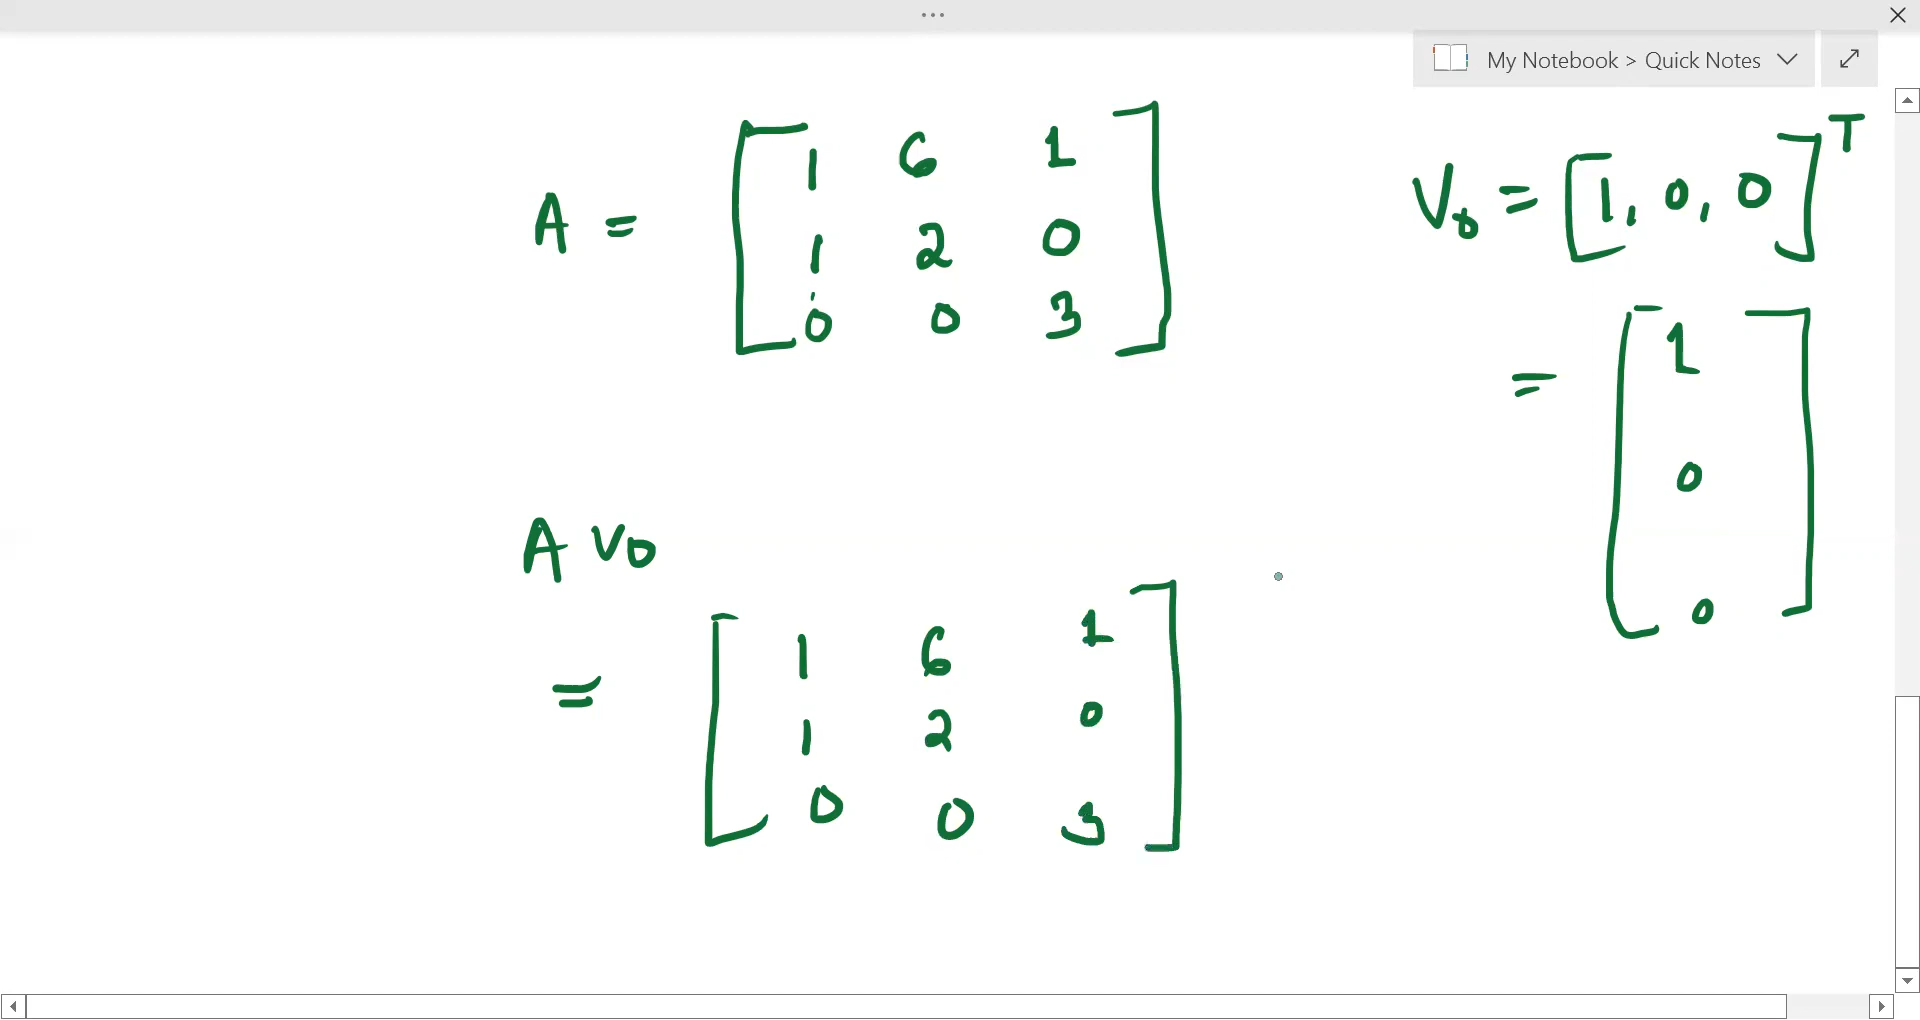 My Notebook > Quick Notes
A = [ 1 6 1
1 2 0
0 0 3 ]
V0 = [1, 0, 0]^T
= [ 1
0
0 ]
A v0
= [ 1 6 1
1 2 0
0 0 3 ]